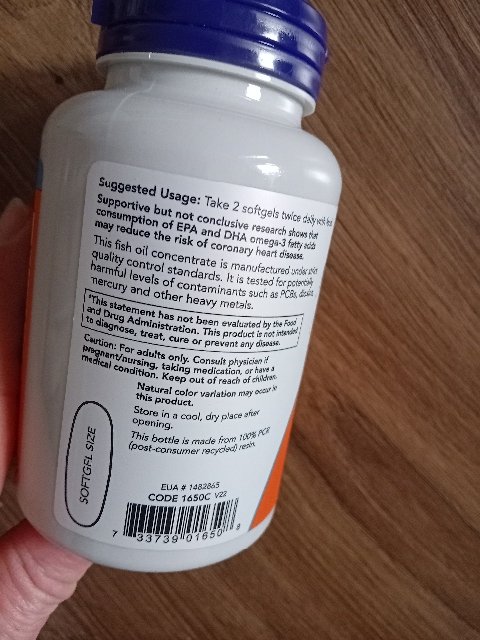 Suggested Usage: Take 2 softgels twice daily with food.
Supportive but not conclusive research shows that
consumption of EPA and DHA omega-3 fatty acids
may reduce the risk of coronary heart disease.
This fish oil concentrate is manufactured under strict
quality control standards. It is tested for potentially
harmful levels of contaminants such as PCBs, dioxins,
mercury and other heavy metals.
*This statement has not been evaluated by the Food
and Drug Administration. This product is not intended
to diagnose, treat, cure or prevent any disease.
Caution: For adults only. Consult physician if
pregnant/nursing, taking medication, or have a
medical condition. Keep out of reach of children.
Natural color variation may occur in
this product.
Store in a cool, dry place after
opening.
This bottle is made from 100% PCR
(post-consumer recycled) resin.
SOFTGEL SIZE
EUA # 1482865
CODE 1650C V22
7 33739 01650 9